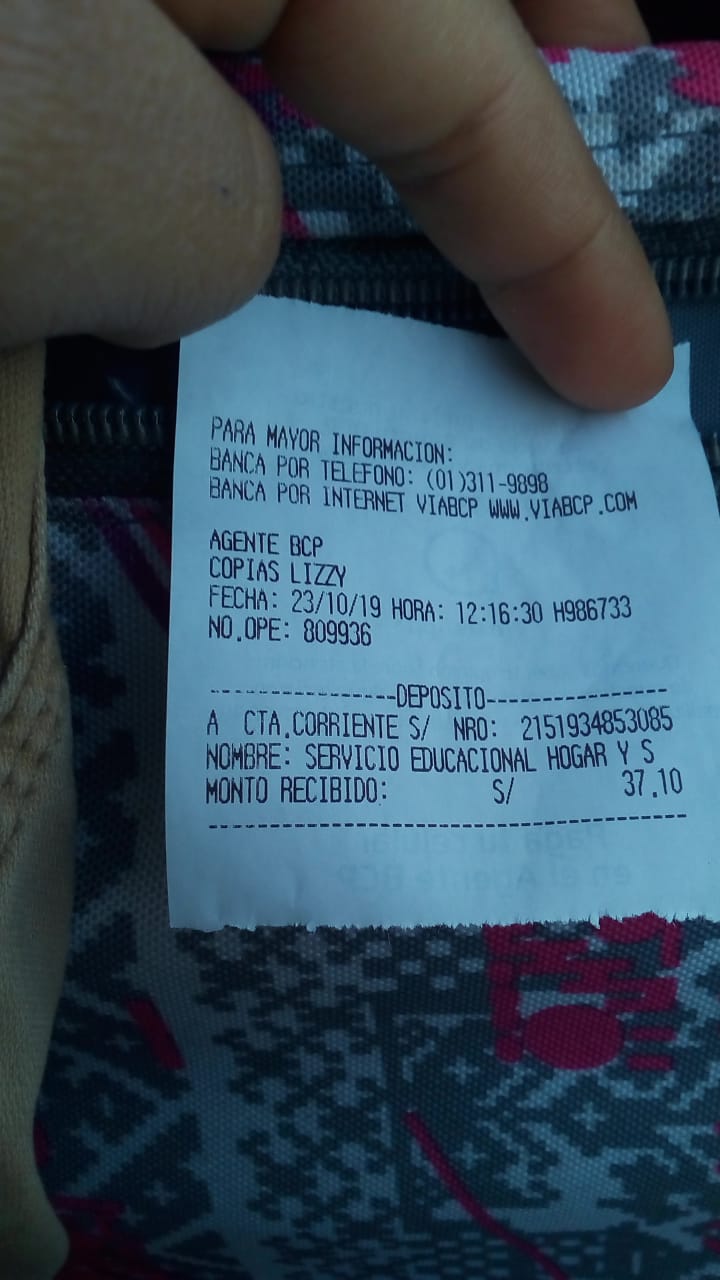 PARA MAYOR INFORMACION:
BANCA POR TELEFONO: (01)311-9898
BANCA POR INTERNET VIABCP WWW.VIABCP.COM
AGENTE BCP
COPIAS LIZZY
FECHA: 23/10/19 HORA: 12:16:30 H986733
NO.OPE: 809936
-----------------DEPOSITO-----------------
A CTA.CORRIENTE S/ NRO: 2151934853085
NOMBRE: SERVICIO EDUCACIONAL HOGAR Y S
MONTO RECIBIDO: S/ 37.10